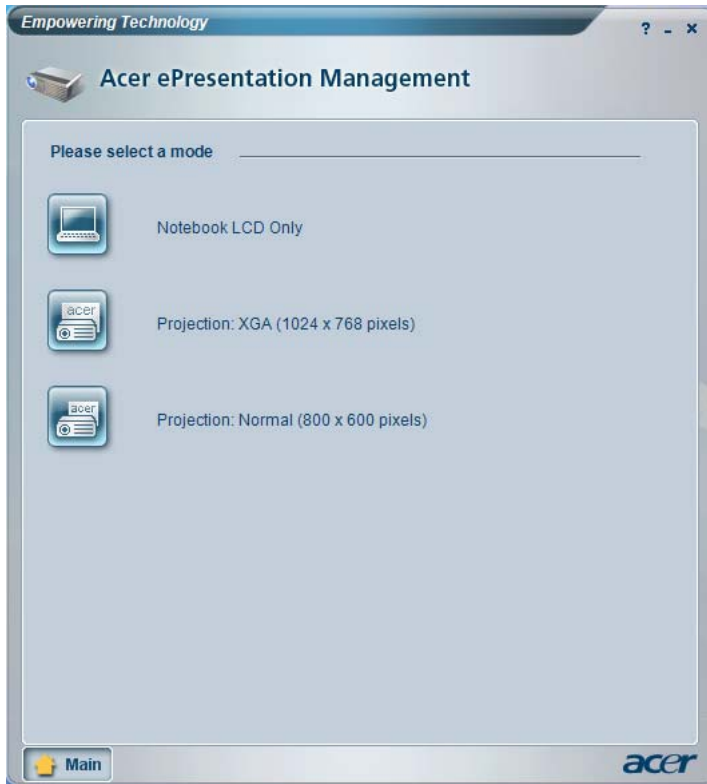 Empowering Technology
? - ×
Acer ePresentation Management
Please select a mode
Notebook LCD Only
acer
Projection: XGA (1024 x 768 pixels)
acer
Projection: Normal (800 x 600 pixels)
Main
acer